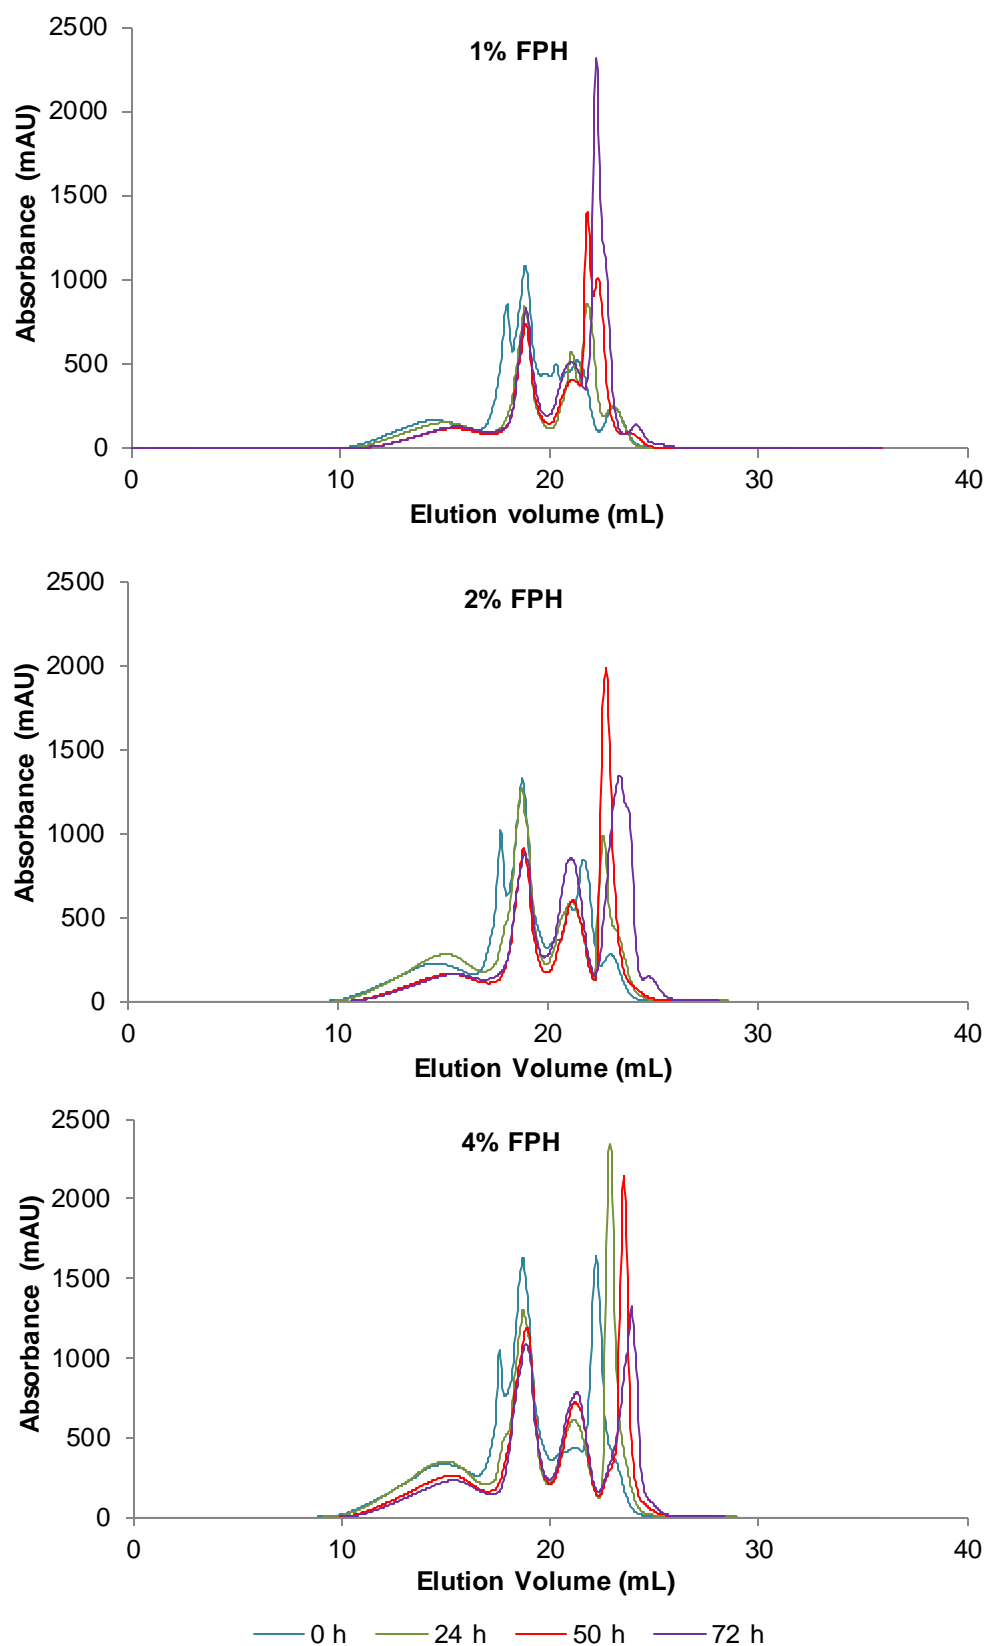 2500
1% FPH
2000
1500
1000
500
0
Absorbance (mAU)
0 10 20 30 40
Elution volume (mL)
2500
2% FPH
2000
1500
1000
500
0
Absorbance (mAU)
0 10 20 30 40
Elution Volume (mL)
2500
4% FPH
2000
1500
1000
500
0
Absorbance (mAU)
0 10 20 30 40
Elution Volume (mL)
0 h 24 h 50 h 72 h